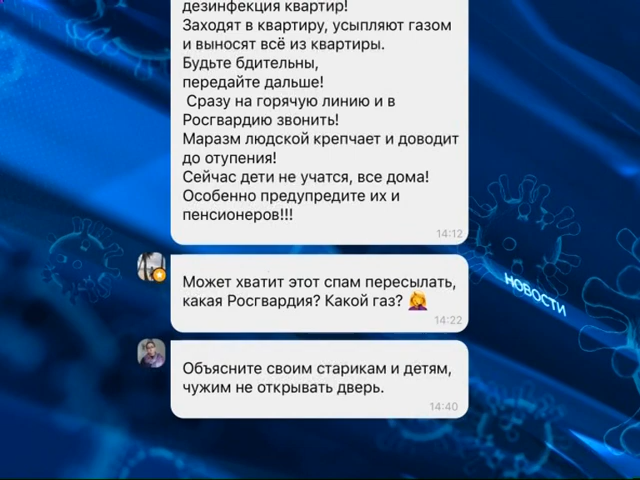 дезинфекция квартир!
Заходят в квартиру, усыпляют газом
и выносят всё из квартиры.
Будьте бдительны,
передайте дальше!
Сразу на горячую линию и в
Росгвардию звонить!
Маразм людской крепчает и доводит
до отупения!
Сейчас дети не учатся, все дома!
Особенно предупредите их и
пенсионеров!!!
14:12
Может хватит этот спам пересылать,
какая Росгвардия? Какой газ? 🤦‍♀️
14:22
НОВОСТИ
Объясните своим старикам и детям,
чужим не открывать дверь.
14:40